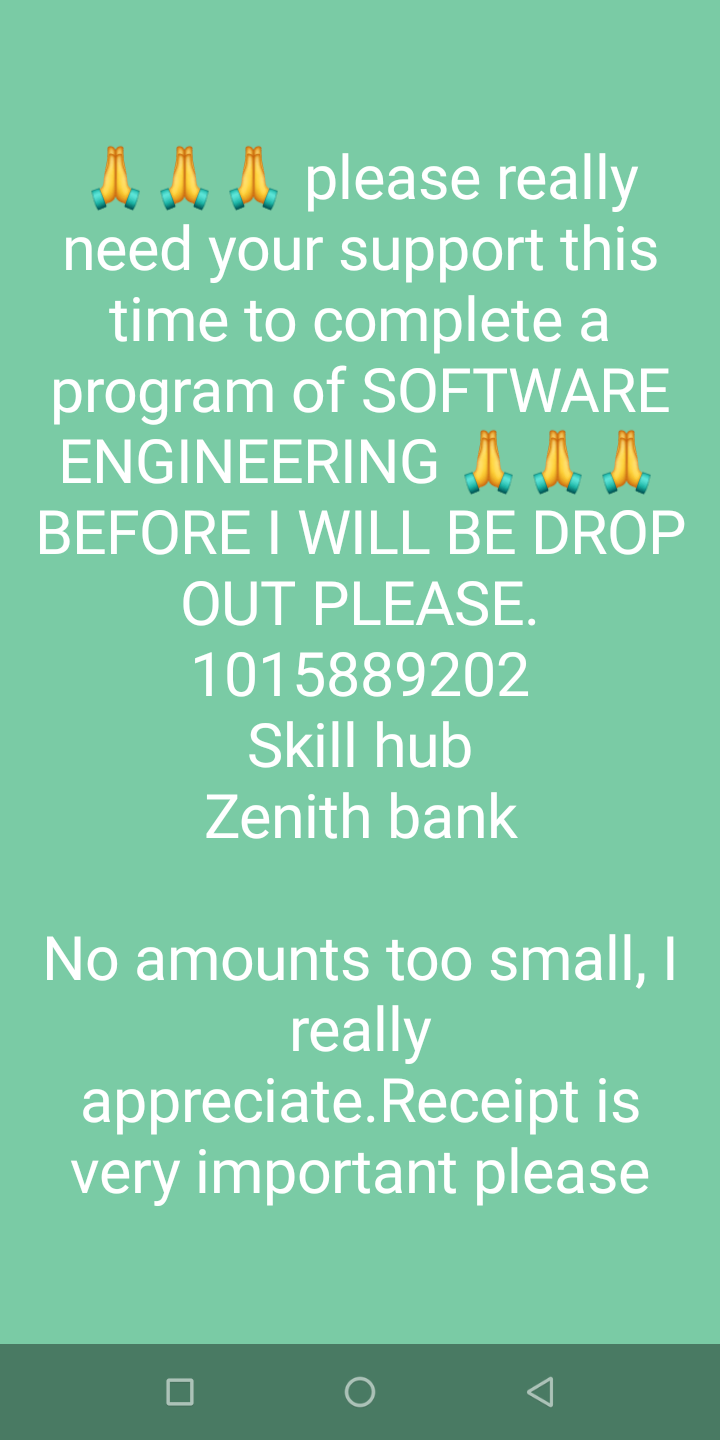 🙏🙏🙏 please really
need your support this
time to complete a
program of SOFTWARE
ENGINEERING 🙏🙏🙏
BEFORE I WILL BE DROP
OUT PLEASE.
1015889202
Skill hub
Zenith bank
No amounts too small, I
really
appreciate.Receipt is
very important please